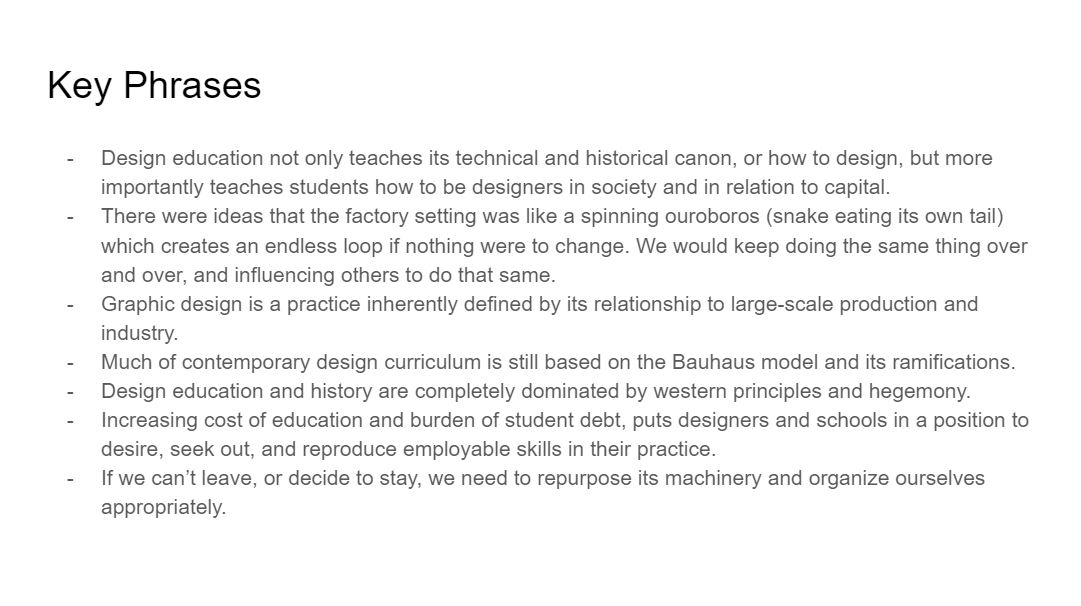 Key Phrases
- Design education not only teaches its technical and historical canon, or how to design, but more
importantly teaches students how to be designers in society and in relation to capital.
- There were ideas that the factory setting was like a spinning ouroboros (snake eating its own tail)
which creates an endless loop if nothing were to change. We would keep doing the same thing over
and over, and influencing others to do that same.
- Graphic design is a practice inherently defined by its relationship to large-scale production and
industry.
- Much of contemporary design curriculum is still based on the Bauhaus model and its ramifications.
- Design education and history are completely dominated by western principles and hegemony.
- Increasing cost of education and burden of student debt, puts designers and schools in a position to
desire, seek out, and reproduce employable skills in their practice.
- If we can’t leave, or decide to stay, we need to repurpose its machinery and organize ourselves
appropriately.